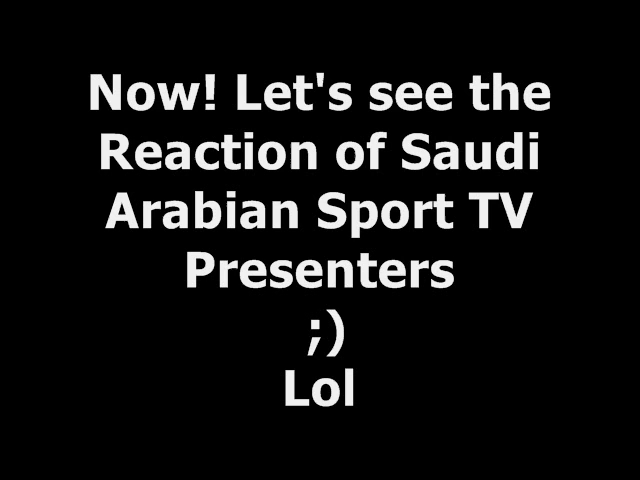 Now! Let's see the
Reaction of Saudi
Arabian Sport TV
Presenters
;)
Lol